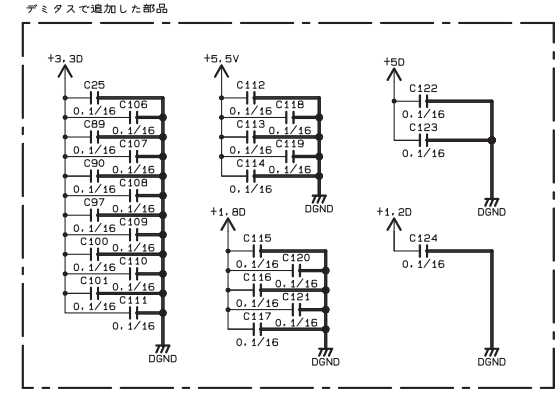 デミタスで追加した部品
+3.3D
C25
0.1/16
C106
0.1/16
C89
0.1/16
C107
0.1/16
C90
0.1/16
C108
0.1/16
C97
0.1/16
C109
0.1/16
C100
0.1/16
C110
0.1/16
C101
0.1/16
C111
0.1/16
DGND
+5.5V
C112
0.1/16
C118
0.1/16
C113
0.1/16
C119
0.1/16
C114
0.1/16
DGND
+1.8D
C115
0.1/16
C120
0.1/16
C116
0.1/16
C121
0.1/16
C117
0.1/16
DGND
+5D
C122
0.1/16
C123
0.1/16
DGND
+1.2D
C124
0.1/16
DGND